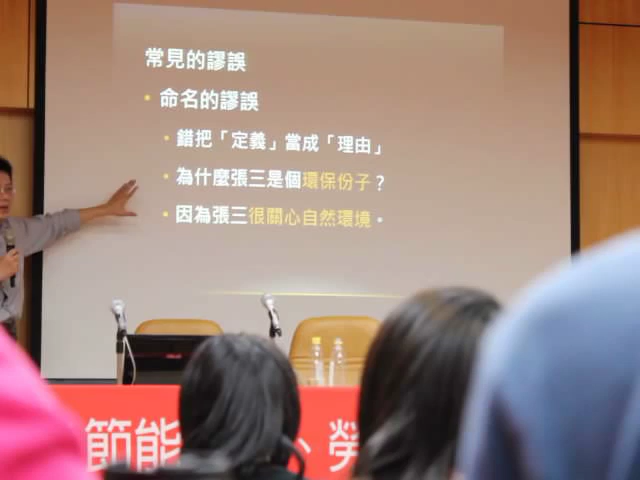 常見的謬誤
• 命名的謬誤
• 錯把「定義」當成「理由」
• 為什麼張三是個環保份子?
• 因為張三很關心自然環境。
節能 、勞